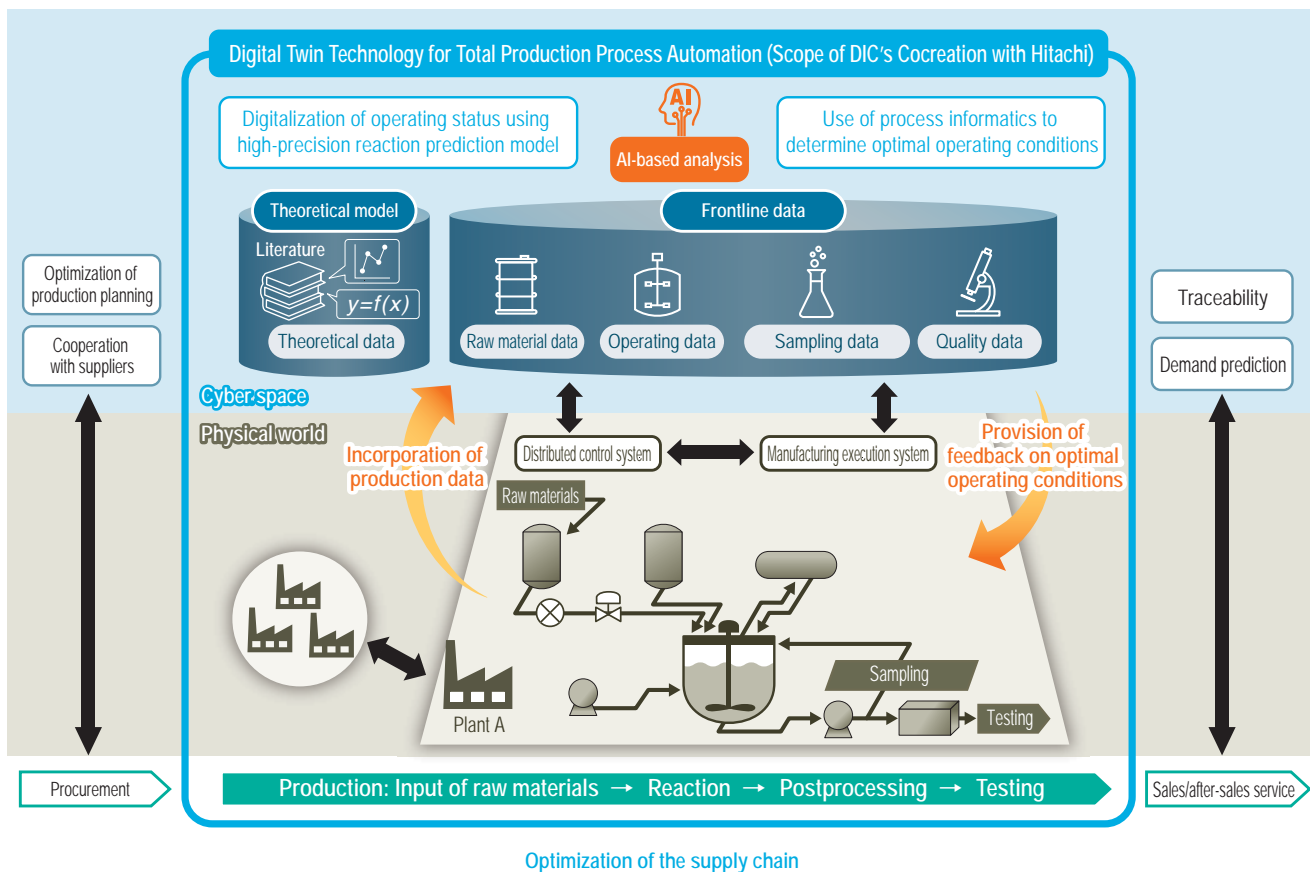 Digital Twin Technology for Total Production Process Automation (Scope of DIC's Cocreation with Hitachi)
Digitalization of operating status using
high-precision reaction prediction model
AI
AI-based analysis
Use of process informatics to
determine optimal operating conditions
Theoretical model
Literature
y=f(x)
Theoretical data
Frontline data
Raw material data
Operating data
Sampling data
Quality data
Optimization of
production planning
Cooperation
with suppliers
Traceability
Demand prediction
Cyber space
Physical world
Incorporation of
production data
Distributed control system
Manufacturing execution system
Provision of
feedback on optimal
operating conditions
Raw materials
Plant A
Sampling
Testing
Procurement
Production: Input of raw materials → Reaction → Postprocessing → Testing
Sales/after-sales service
Optimization of the supply chain